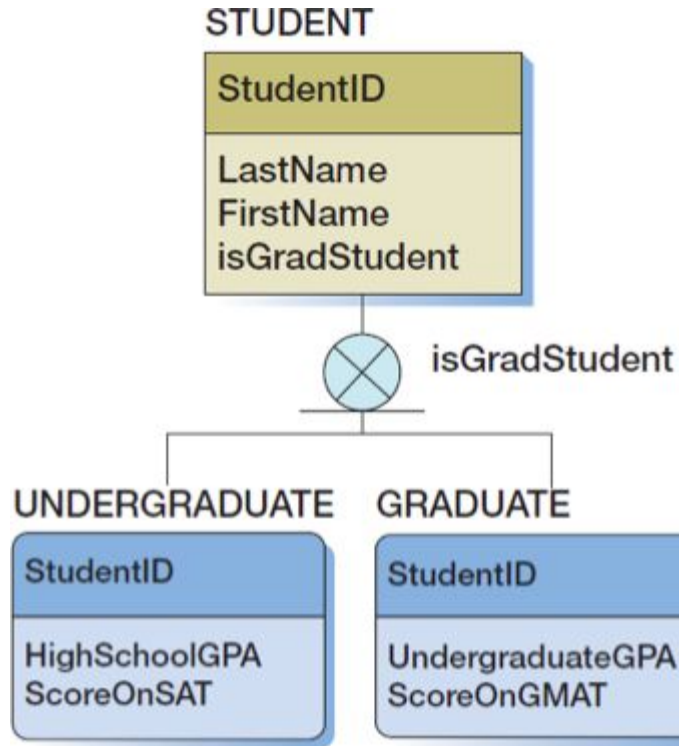 STUDENT
StudentID
LastName
FirstName
isGradStudent
isGradStudent
UNDERGRADUATE
StudentID
HighSchoolGPA
ScoreOnSAT
GRADUATE
StudentID
UndergraduateGPA
ScoreOnGMAT